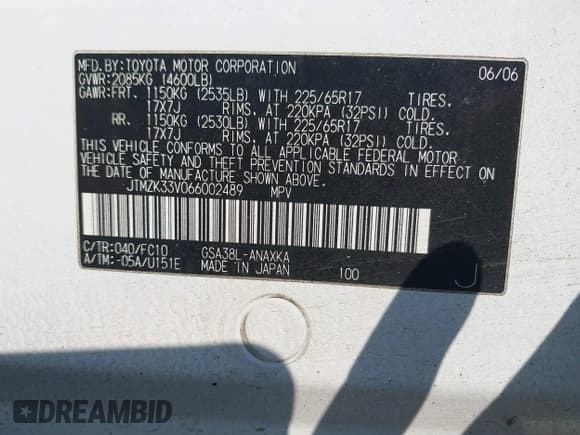 MFD.BY:TOYOTA MOTOR CORPORATION 06/06
GVWR:2085KG (4600LB)
GAWR:FRT. 1150KG (2535LB) WITH 225/65R17 TIRES,
17X7J RIMS, AT 220KPA (32PSI) COLD.
RR. 1150KG (2530LB) WITH 225/65R17 TIRES,
17X7J RIMS, AT 220KPA (32PSI) COLD.
THIS VEHICLE CONFORMS TO ALL APPLICABLE FEDERAL MOTOR
VEHICLE SAFETY AND THEFT PREVENTION STANDARDS IN EFFECT ON
THE DATE OF MANUFACTURE SHOWN ABOVE.
JTMZK33V066002489 MPV
C/TR:040/FC10 GSA38L-ANAXKA
A/TM:-05A/U151E MADE IN JAPAN 100 J
DREAMBID